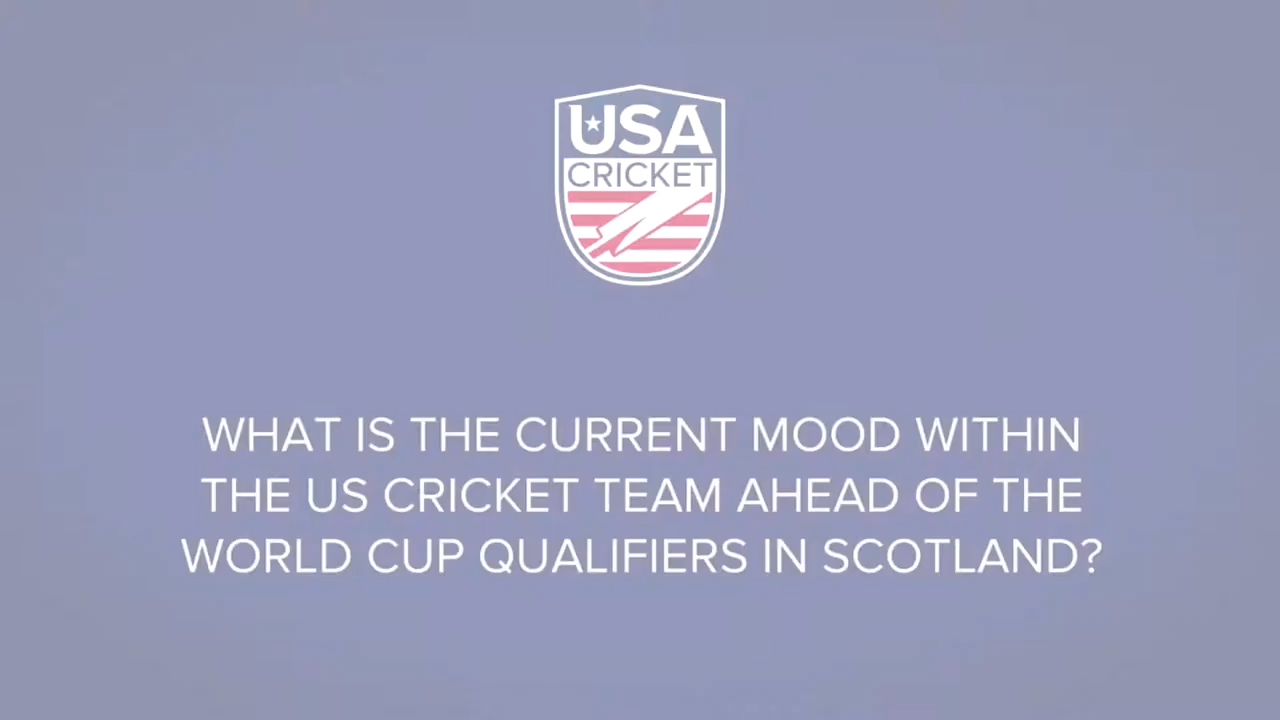 USA
CRICKET
WHAT IS THE CURRENT MOOD WITHIN
THE US CRICKET TEAM AHEAD OF THE
WORLD CUP QUALIFIERS IN SCOTLAND?